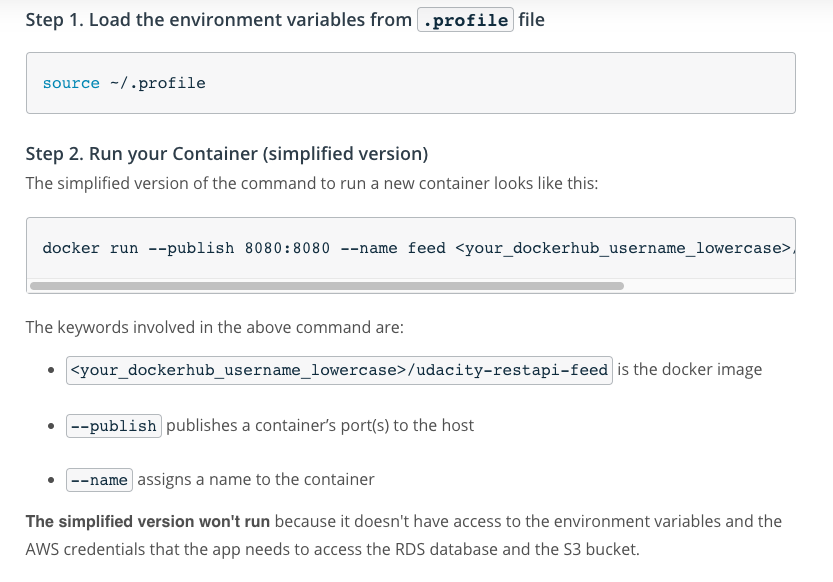 Step 1. Load the environment variables from .profile file
source ~/.profile
Step 2. Run your Container (simplified version)
The simplified version of the command to run a new container looks like this:
docker run --publish 8080:8080 --name feed <your_dockerhub_username_lowercase>/
The keywords involved in the above command are:
• <your_dockerhub_username_lowercase>/udacity-restapi-feed is the docker image
• --publish publishes a container’s port(s) to the host
• --name assigns a name to the container
The simplified version won't run because it doesn't have access to the environment variables and the
AWS credentials that the app needs to access the RDS database and the S3 bucket.